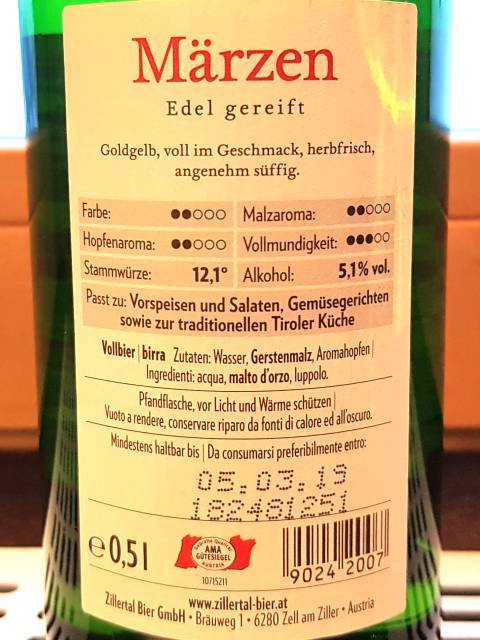 Märzen
Edel gereift
Goldgelb, voll im Geschmack, herbfrisch,
angenehm süffig.
Farbe: Malzaroma:
Hopfenaroma: Vollmundigkeit:
Stammwürze: 12,1° Alkohol: 5,1% vol.
Passt zu: Vorspeisen und Salaten, Gemüsegerichten
sowie zur traditionellen Tiroler Küche
Vollbier | birra Zutaten: Wasser, Gerstenmalz, Aromahopfen |
Ingredienti: acqua, malto d'orzo, luppolo.
Pfandflasche, vor Licht und Wärme schützen |
Vuoto a rendere, conservare riparo da fonti di calore ed all'oscuro.
Mindestens haltbar bis | Da consumarsi preferibilmente entro:
05.03.19
182481251
℮ 0,5 l
Geprüfte Qualität
AMA
GÜTESIEGEL
AUSTRIA
10715211
9024 2007
www.zillertal-bier.at
Zillertal Bier GmbH • Bräuweg 1 • 6280 Zell am Ziller • Austria